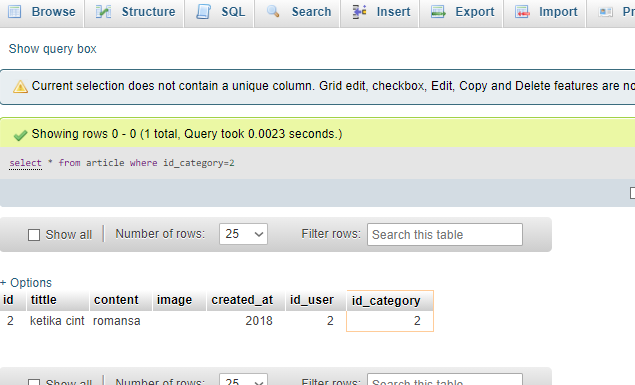 Browse Structure SQL Search Insert Export Import Pr
Show query box
Current selection does not contain a unique column. Grid edit, checkbox, Edit, Copy and Delete features are no
Showing rows 0 - 0 (1 total, Query took 0.0023 seconds.)
select * from article where id_category=2
Show all Number of rows: 25 Filter rows: Search this table
+ Options
id tittle content image created_at id_user id_category
2 ketika cint romansa 2018 2 2
Show all Number of rows: 25 Filter rows: Search this table